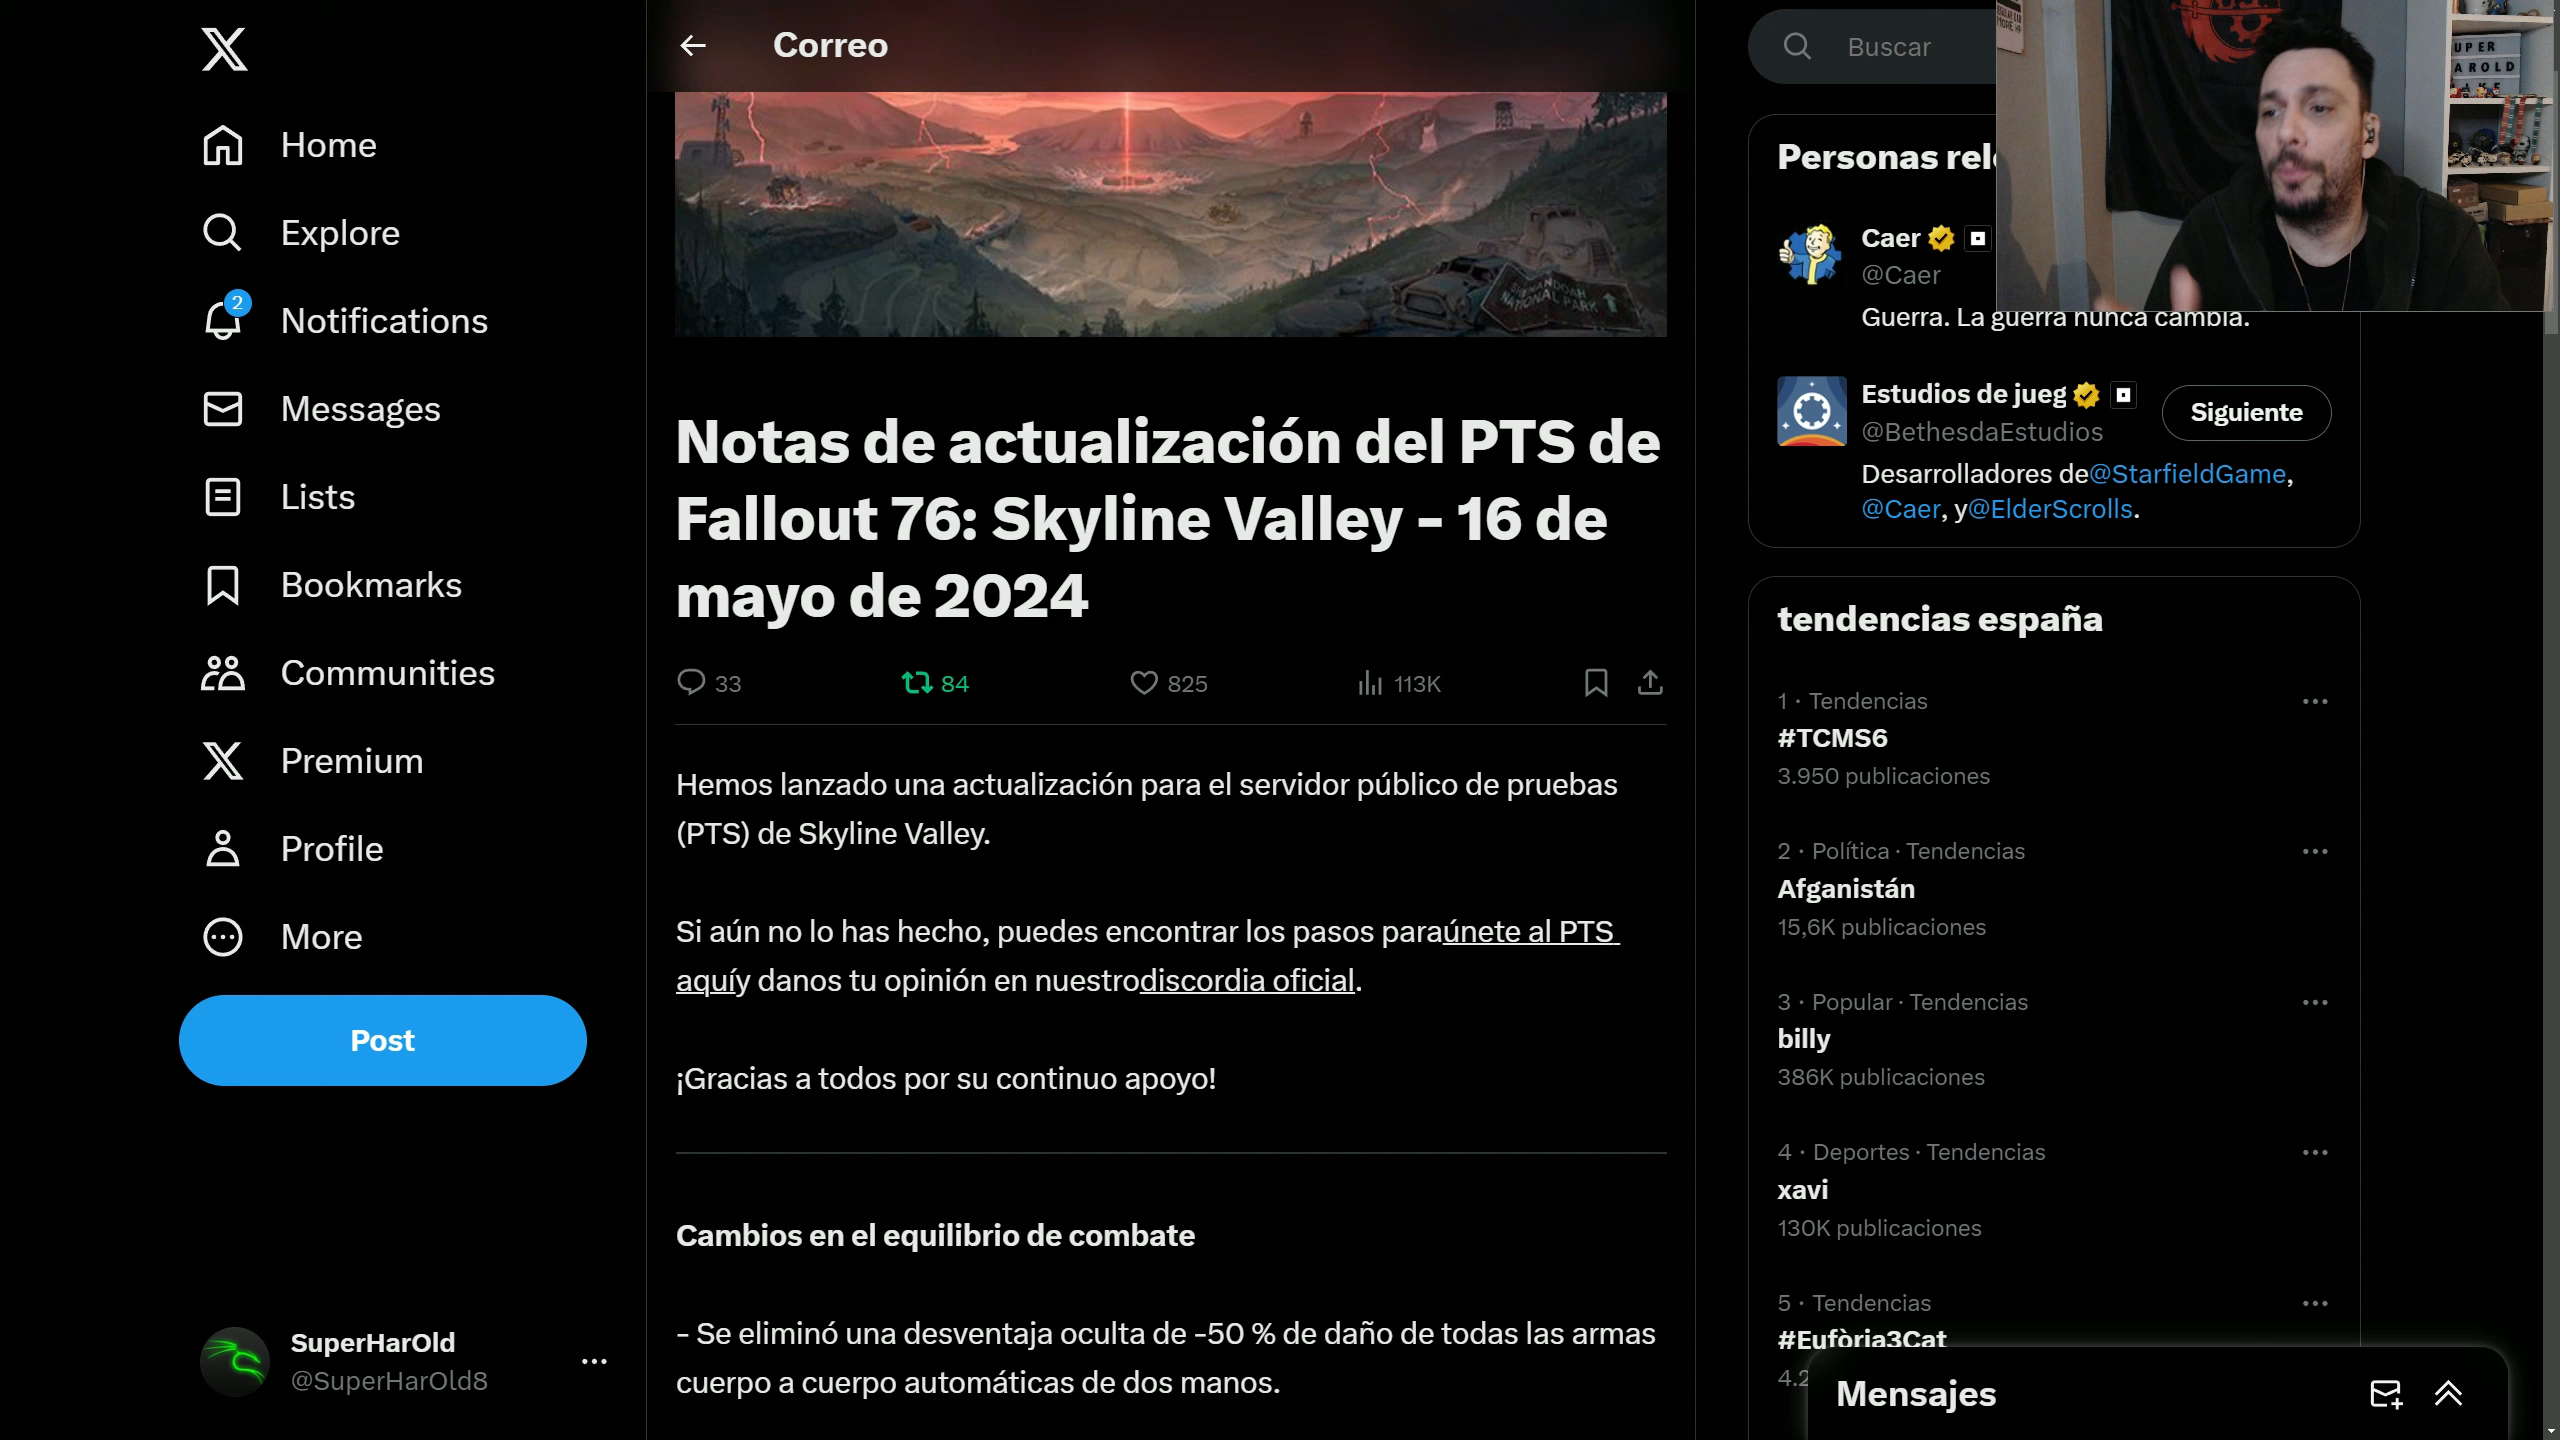 Home
Explore
2
Notifications
Messages
Lists
Bookmarks
Communities
Premium
Profile
More
Post
SuperHarOld
@SuperHarOld8
Correo
SHENANDOAH
NATIONAL PARK
Notas de actualización del PTS de
Fallout 76: Skyline Valley - 16 de
mayo de 2024
33
84
825
113K
Hemos lanzado una actualización para el servidor público de pruebas
(PTS) de Skyline Valley.
Si aún no lo has hecho, puedes encontrar los pasos paraúnete al PTS
aquíy danos tu opinión en nuestrodiscordia oficial.
¡Gracias a todos por su continuo apoyo!
Cambios en el equilibrio de combate
- Se eliminó una desventaja oculta de -50 % de daño de todas las armas
cuerpo a cuerpo automáticas de dos manos.
Buscar
UPER
AROLD
Personas rel
Caer
@Caer
Guerra. La guerra nunca cambia.
Estudios de jueg
@BethesdaEstudios
Siguiente
Desarrolladores de@StarfieldGame,
@Caer, y@ElderScrolls.
tendencias españa
1 · Tendencias
#TCMS6
3.950 publicaciones
2 · Política · Tendencias
Afganistán
15,6K publicaciones
3 · Popular · Tendencias
billy
386K publicaciones
4 · Deportes · Tendencias
xavi
130K publicaciones
5 · Tendencias
#Eufòria3Cat
4.2
Mensajes